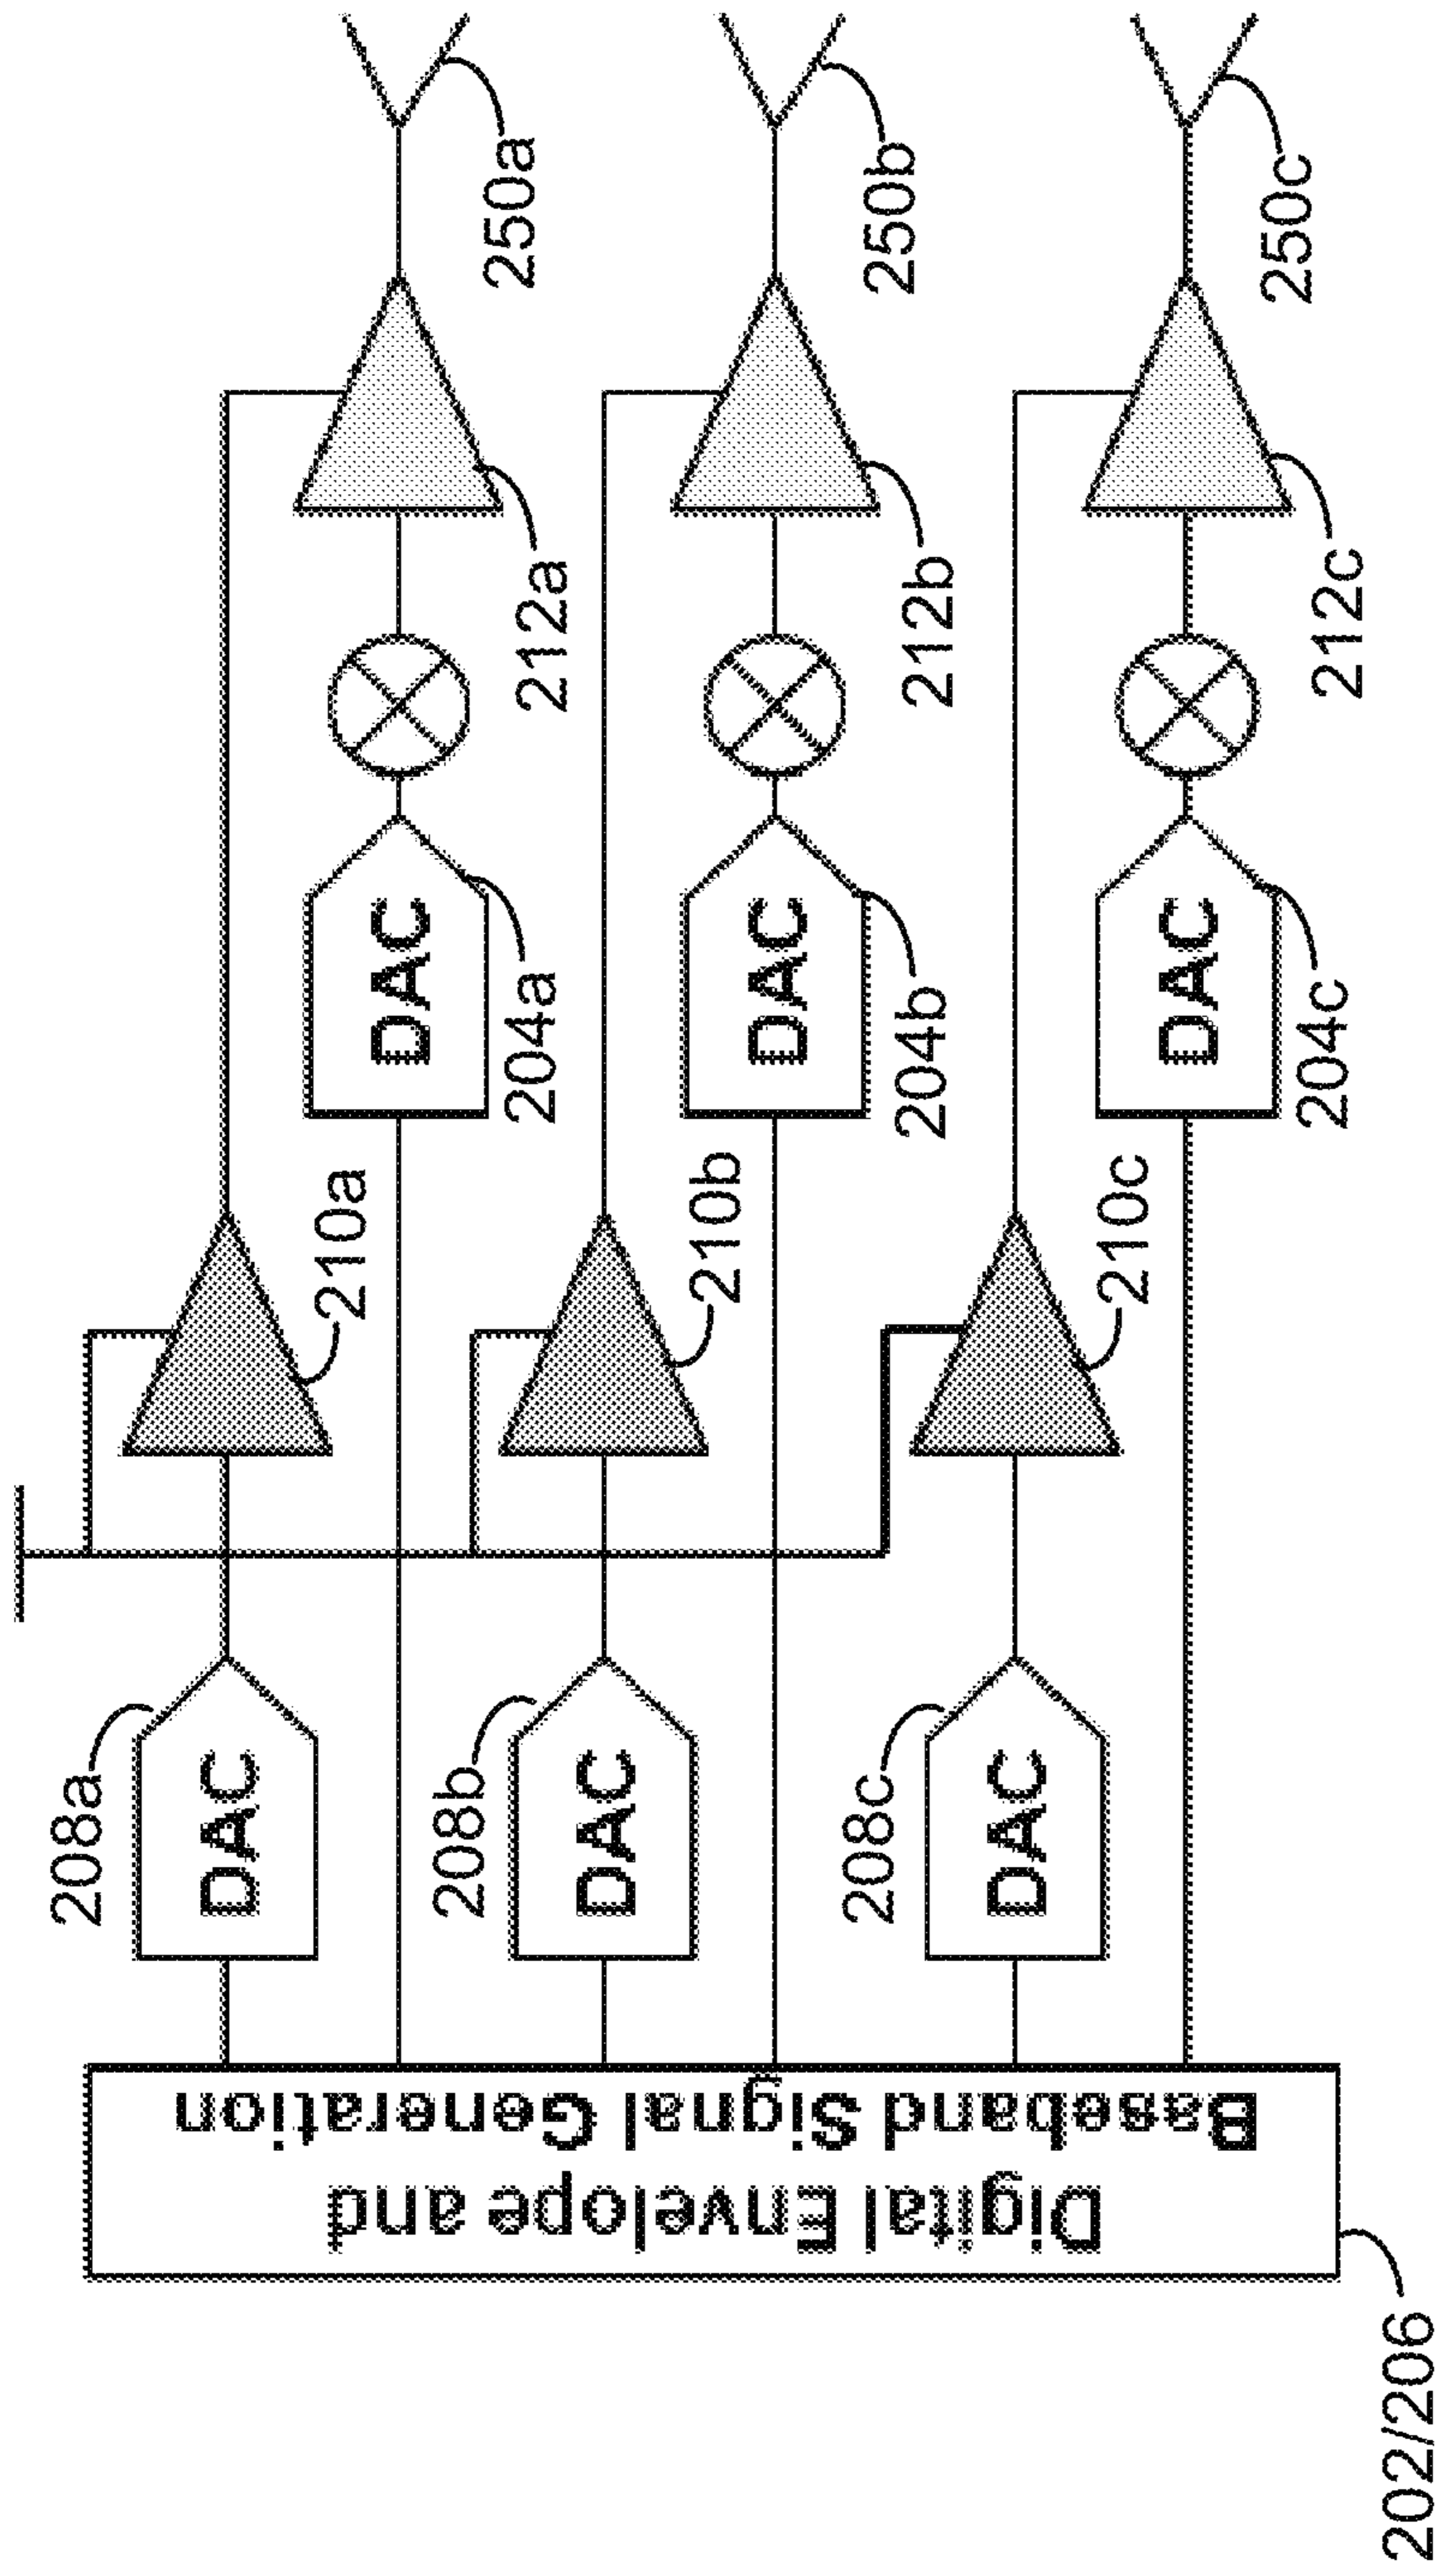 208a
DAC
210a
DAC
204a
212a
250a
208b
DAC
210b
DAC
204b
212b
250b
208c
DAC
210c
DAC
204c
212c
250c
Digital Envelope and
Baseband Signal Generation
202/206